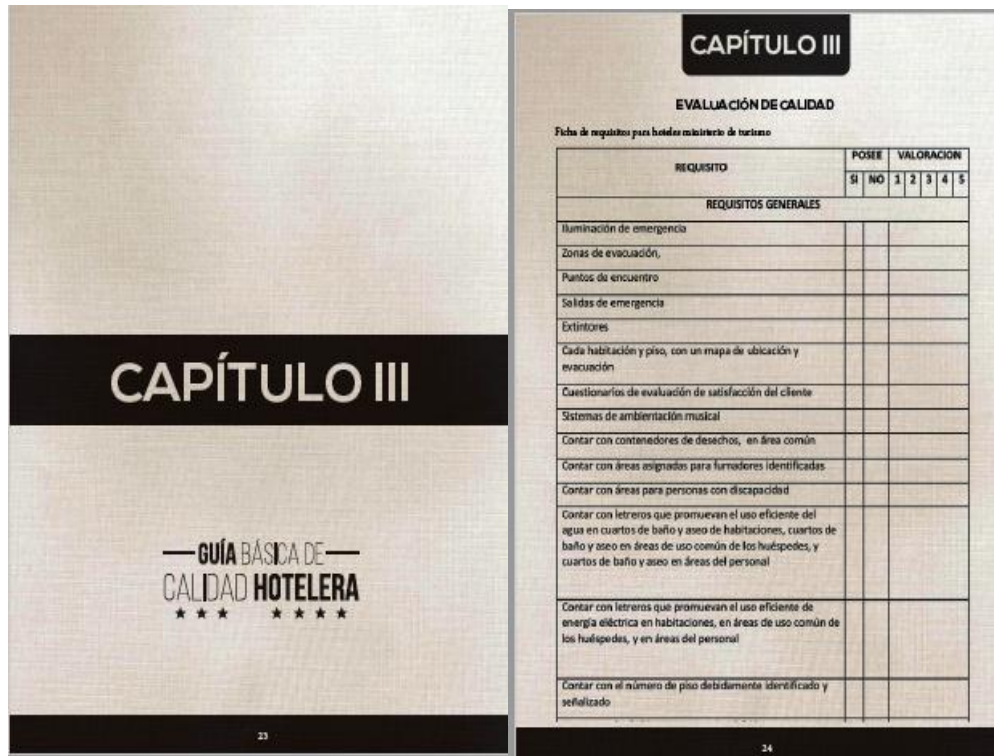 CAPÍTULO III
GUÍA BÁSICA DE
CALIDAD HOTELERA
23
CAPÍTULO III
EVALUACIÓN DE CALIDAD
Ficha de requisitos para hoteles ministerio de turismo
REQUISITO
POSEE VALORACION
SI NO 1 2 3 4 5
REQUISITOS GENERALES
Iluminación de emergencia
Zonas de evacuación,
Puntos de encuentro
Salidas de emergencia
Extintores
Cada habitación y piso, con un mapa de ubicación y
evacuación
Cuestionarios de evaluación de satisfacción del cliente
Sistemas de ambientación musical
Contar con contenedores de desechos, en área común
Contar con áreas asignadas para fumadores identificadas
Contar con áreas para personas con discapacidad
Contar con letreros que promuevan el uso eficiente del
agua en cuartos de baño y aseo de habitaciones, cuartos de
baño y aseo en áreas de uso común de los huéspedes, y
cuartos de baño y aseo en áreas del personal
Contar con letreros que promuevan el uso eficiente de
energía eléctrica en habitaciones, en áreas de uso común de
los huéspedes, y en áreas del personal
Contar con el número de piso debidamente identificado y
señalizado
24